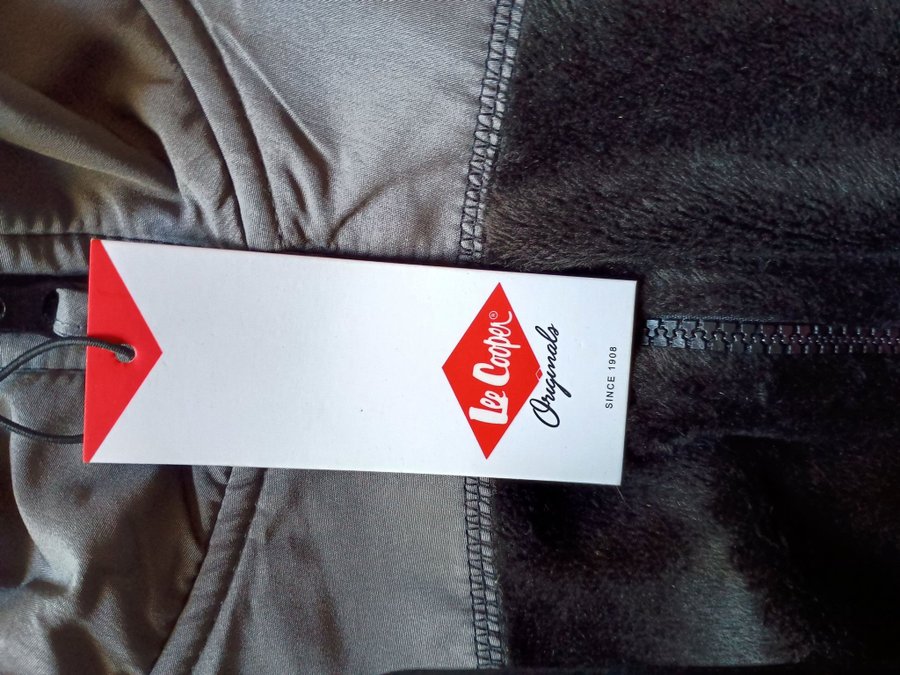 Lee Cooper®
Originals
SINCE 1908